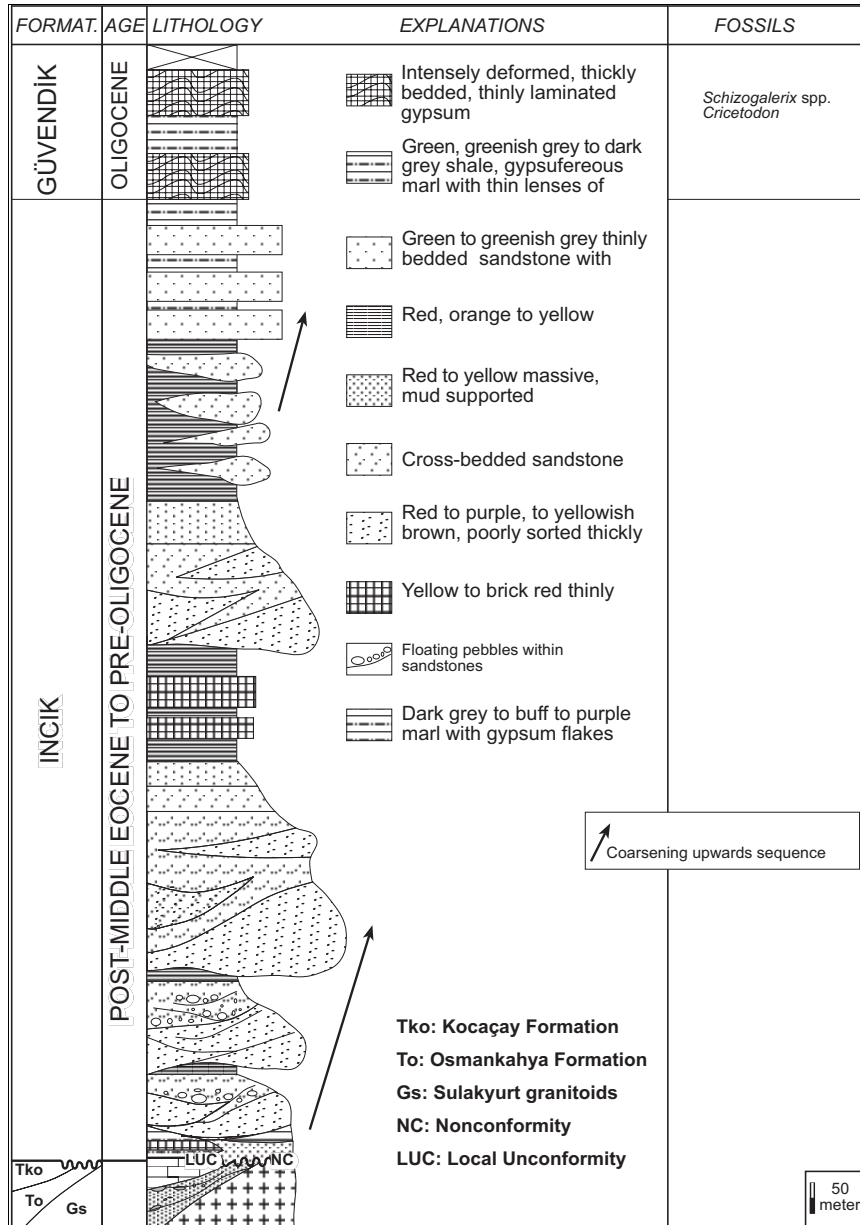 FORMAT. AGE LITHOLOGY EXPLANATIONS FOSSILS
GÜVENDİK
OLIGOCENE
INCIK
POST-MIDDLE EOCENE TO PRE-OLIGOCENE
Intensely deformed, thickly
bedded, thinly laminated
gypsum
Green, greenish grey to dark
grey shale, gypsufereous
marl with thin lenses of
Green to greenish grey thinly
bedded sandstone with
Red, orange to yellow
Red to yellow massive,
mud supported
Cross-bedded sandstone
Red to purple, to yellowish
brown, poorly sorted thickly
Yellow to brick red thinly
Floating pebbles within
sandstones
Dark grey to buff to purple
marl with gypsum flakes
Schizogalerix spp.
Cricetodon
Coarsening upwards sequence
Tko: Kocaçay Formation
To: Osmankahya Formation
Gs: Sulakyurt granitoids
NC: Nonconformity
LUC: Local Unconformity
LUC NC
Tko
To
Gs
50
meter